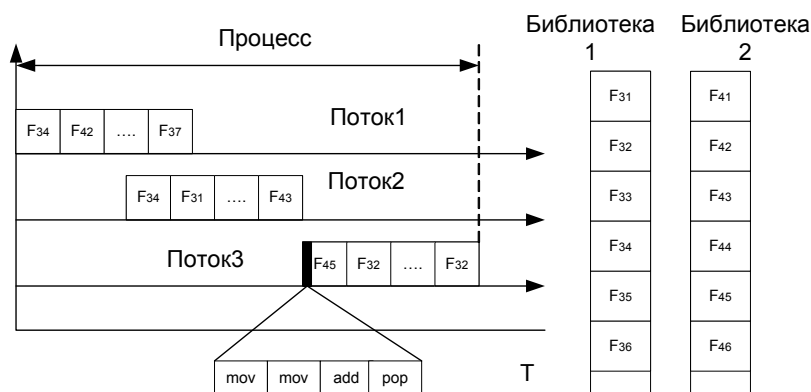 Процесс
Библиотека 1
Библиотека 2
Поток1
F34 F42 .... F37
Поток2
F34 F31 .... F43
Поток3
F45 F32 .... F32
mov mov add pop
T
F31 F41
F32 F42
F33 F43
F34 F44
F35 F45
F36 F46